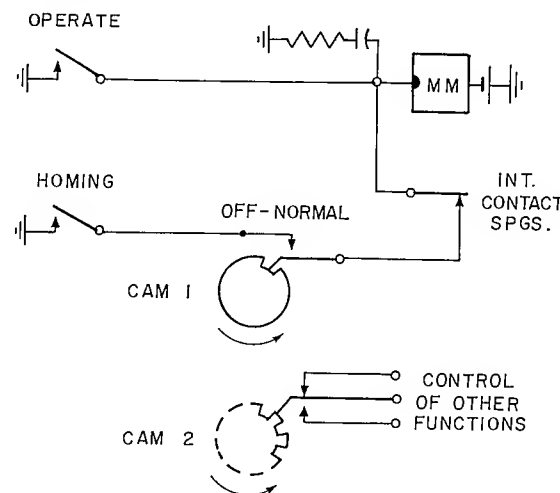 OPERATE
MM
HOMING
OFF-NORMAL
INT.
CONTACT
SPGS.
CAM 1
CONTROL
OF OTHER
FUNCTIONS
CAM 2